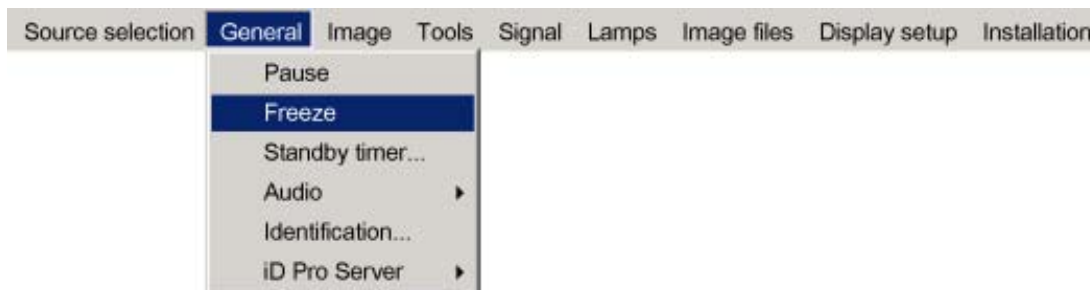 Source selection General Image Tools Signal Lamps Image files Display setup Installation
Pause
Freeze
Standby timer...
Audio
Identification...
iD Pro Server